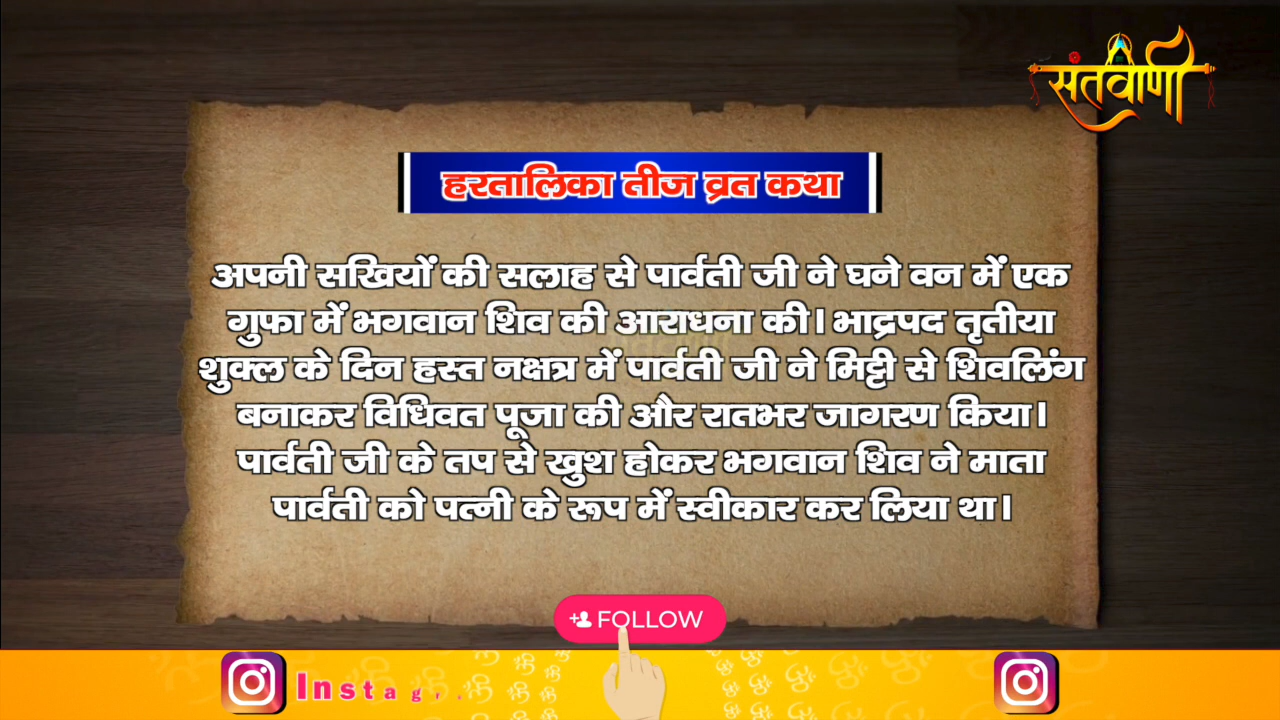 संतवाणी
हरतालिका तीज व्रत कथा
अपनी सखियों की सलाह से पार्वती जी ने घने वन में एक
गुफा में भगवान शिव की आराधना की। भाद्रपद तृतीया
शुक्ल के दिन हस्त नक्षत्र में पार्वती जी ने मिट्टी से शिवलिंग
बनाकर विधिवत पूजा की और रातभर जागरण किया।
पार्वती जी के तप से खुश होकर भगवान शिव ने माता
पार्वती को पत्नी के रूप में स्वीकार कर लिया था।
FOLLOW
Instag